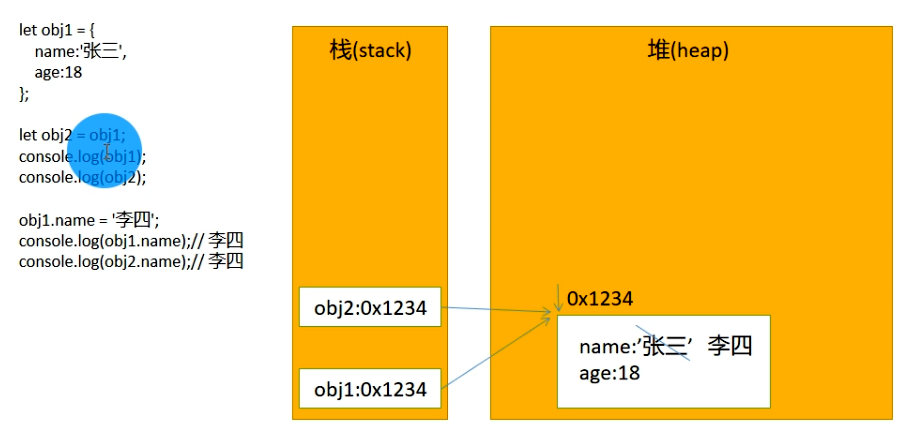 let obj1 = {
name:'张三',
age:18
};
let obj2 = obj1;
console.log(obj1);
console.log(obj2);
obj1.name = '李四';
console.log(obj1.name);// 李四
console.log(obj2.name);// 李四
栈(stack)
obj2:0x1234
obj1:0x1234
堆(heap)
0x1234
name:'张三' 李四
age:18